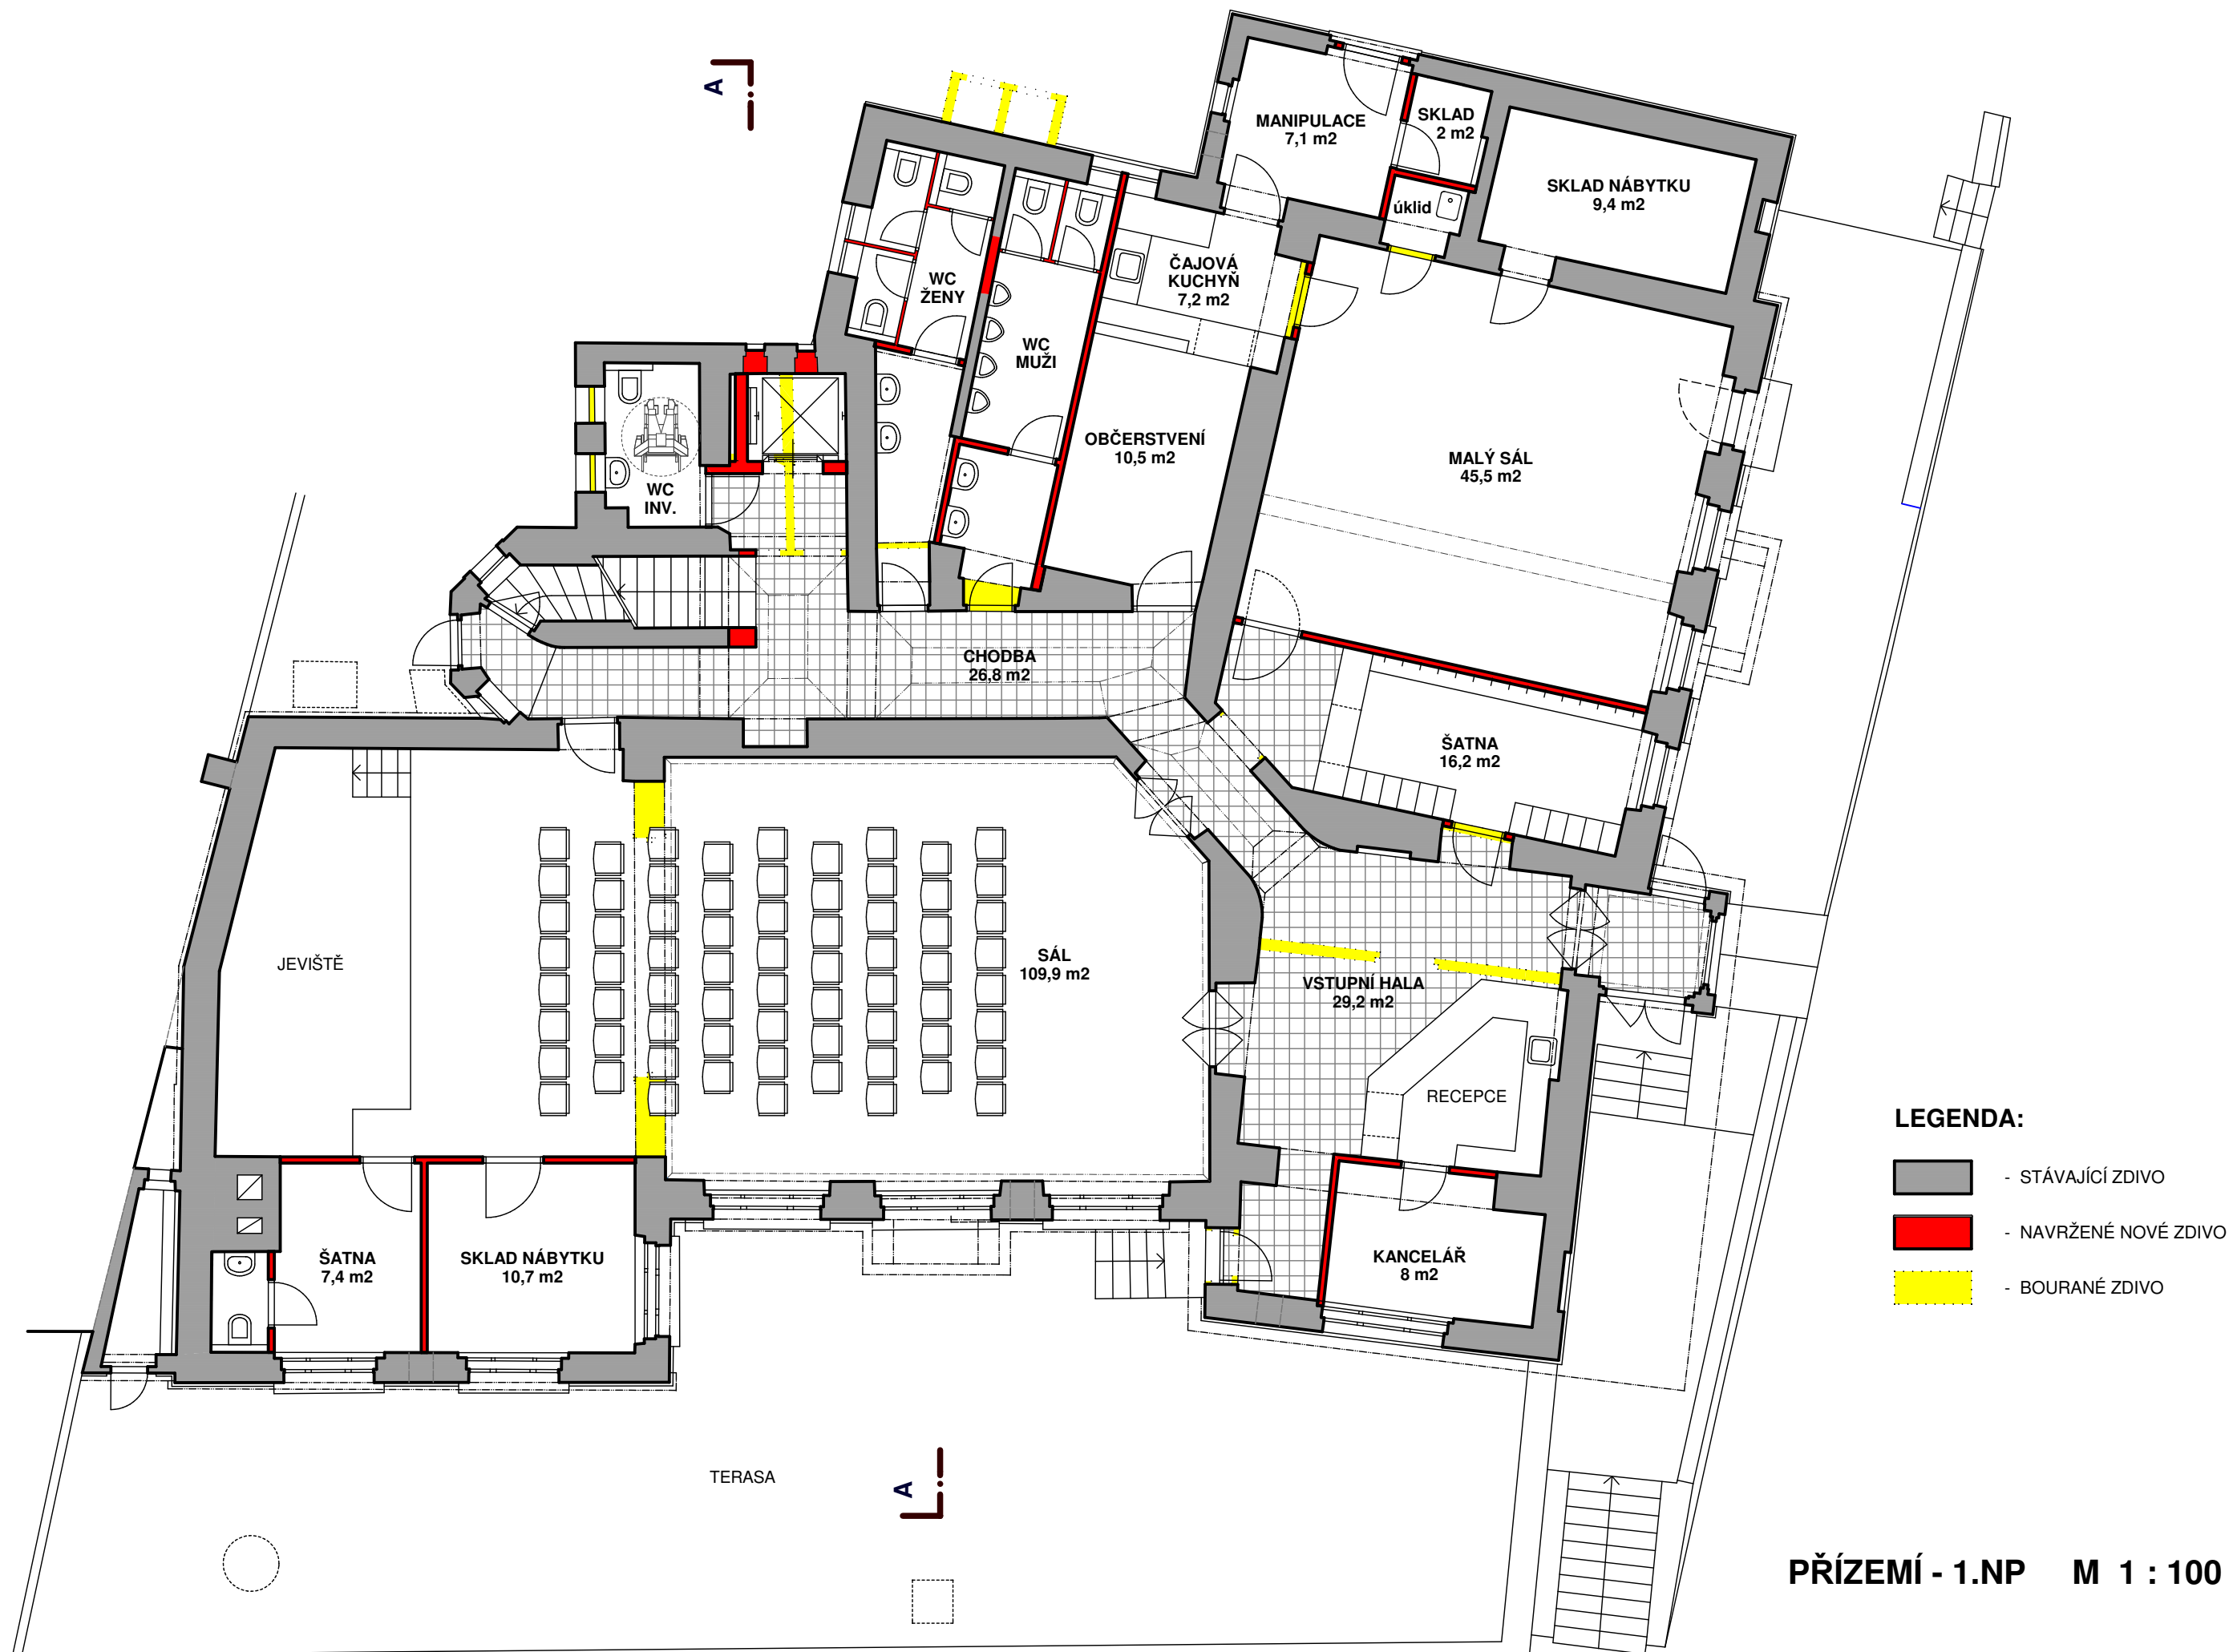 A
MANIPULACE
7,1 m2
SKLAD
2 m2
SKLAD NÁBYTKU
9,4 m2
úklid
WC
ŽENY
ČAJOVÁ
KUCHYŇ
7,2 m2
WC
MUŽI
OBČERSTVENÍ
10,5 m2
MALÝ SÁL
45,5 m2
WC
INV.
CHODBA
26,8 m2
ŠATNA
16,2 m2
JEVIŠTĚ
SÁL
109,9 m2
VSTUPNÍ HALA
29,2 m2
RECEPCE
LEGENDA:
- STÁVAJÍCÍ ZDIVO
- NAVRŽENÉ NOVÉ ZDIVO
- BOURANÉ ZDIVO
ŠATNA
7,4 m2
SKLAD NÁBYTKU
10,7 m2
KANCELÁŘ
8 m2
TERASA
A
PŘÍZEMÍ - 1.NP M 1 : 100